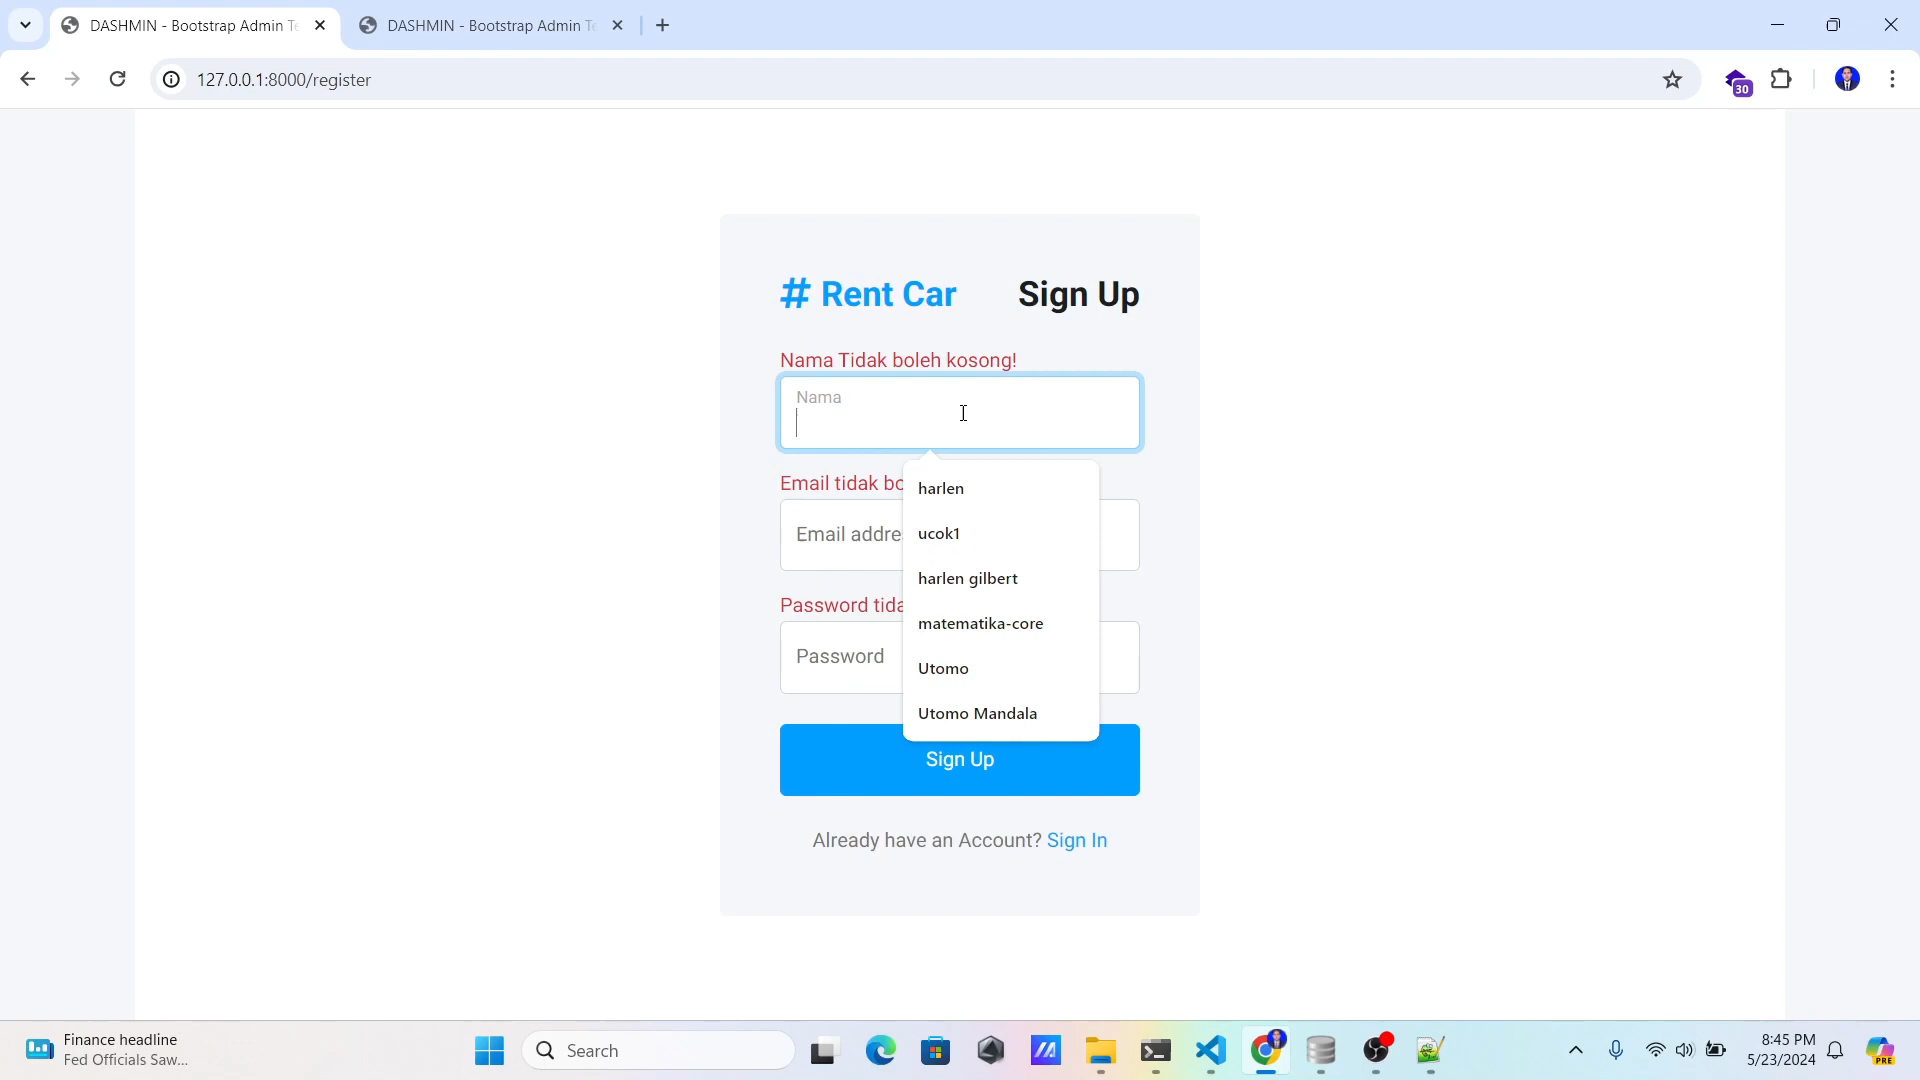 DASHMIN - Bootstrap Admin Te
DASHMIN - Bootstrap Admin Te
127.0.0.1:8000/register
30
# Rent Car
Sign Up
Nama Tidak boleh kosong!
Nama
Email tidak bo
Email addre
Password tida
Password
harlen
ucok1
harlen gilbert
matematika-core
Utomo
Utomo Mandala
Sign Up
Already have an Account? Sign In
Finance headline
Fed Officials Saw...
Search
8:45 PM
5/23/2024
PRE